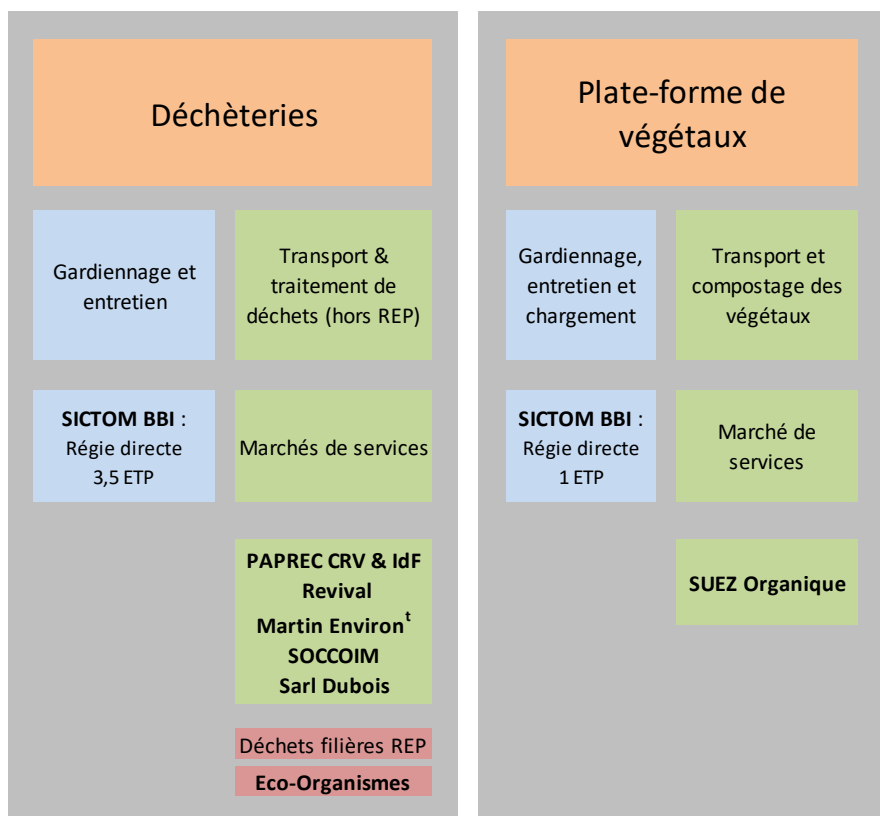 Déchèteries
Gardiennage et
entretien
Transport &
traitement de
déchets (hors REP)
SICTOM BBI :
Régie directe
3,5 ETP
Marchés de services
PAPREC CRV & IdF
Revival
Martin Environᵗ
SOCCOIM
Sarl Dubois
Déchets filières REP
Eco-Organismes
Plate-forme de
végétaux
Gardiennage,
entretien et
chargement
Transport et
compostage des
végétaux
SICTOM BBI :
Régie directe
1 ETP
Marché de
services
SUEZ Organique